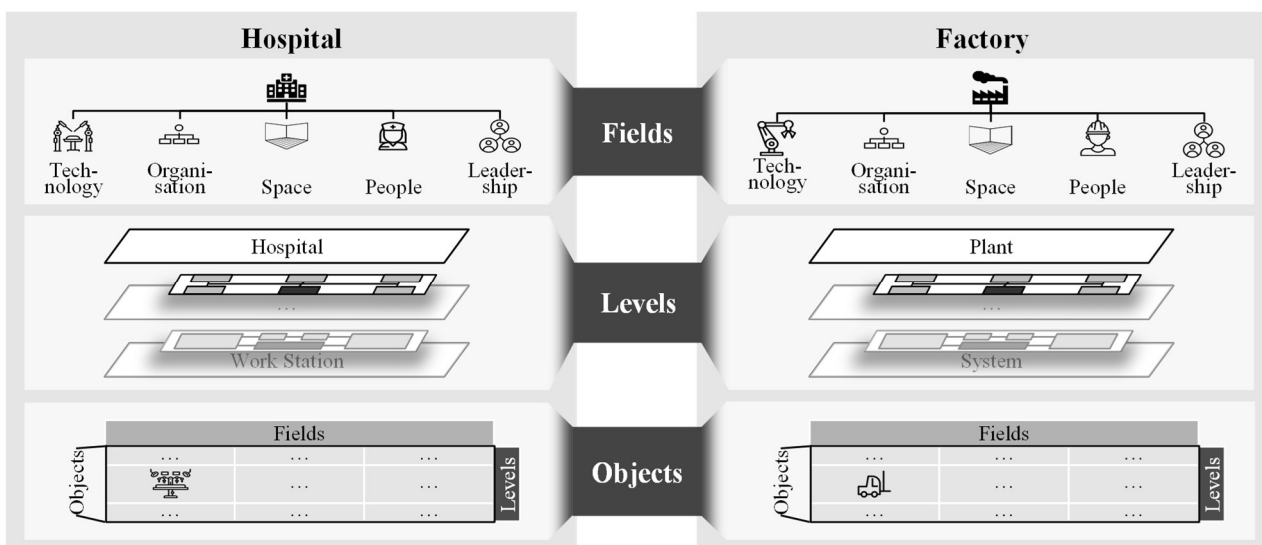 Hospital
Factory
Fields
Tech-
nology
Organi-
sation
Space
People
Leader-
ship
Tech-
nology
Organi-
sation
Space
People
Leader-
ship
Levels
Hospital
...
Work Station
Plant
...
System
Objects
Fields
Objects
Levels
... ... ...
... ...
... ... ...
Fields
Objects
Levels
... ... ...
... ...
... ... ...